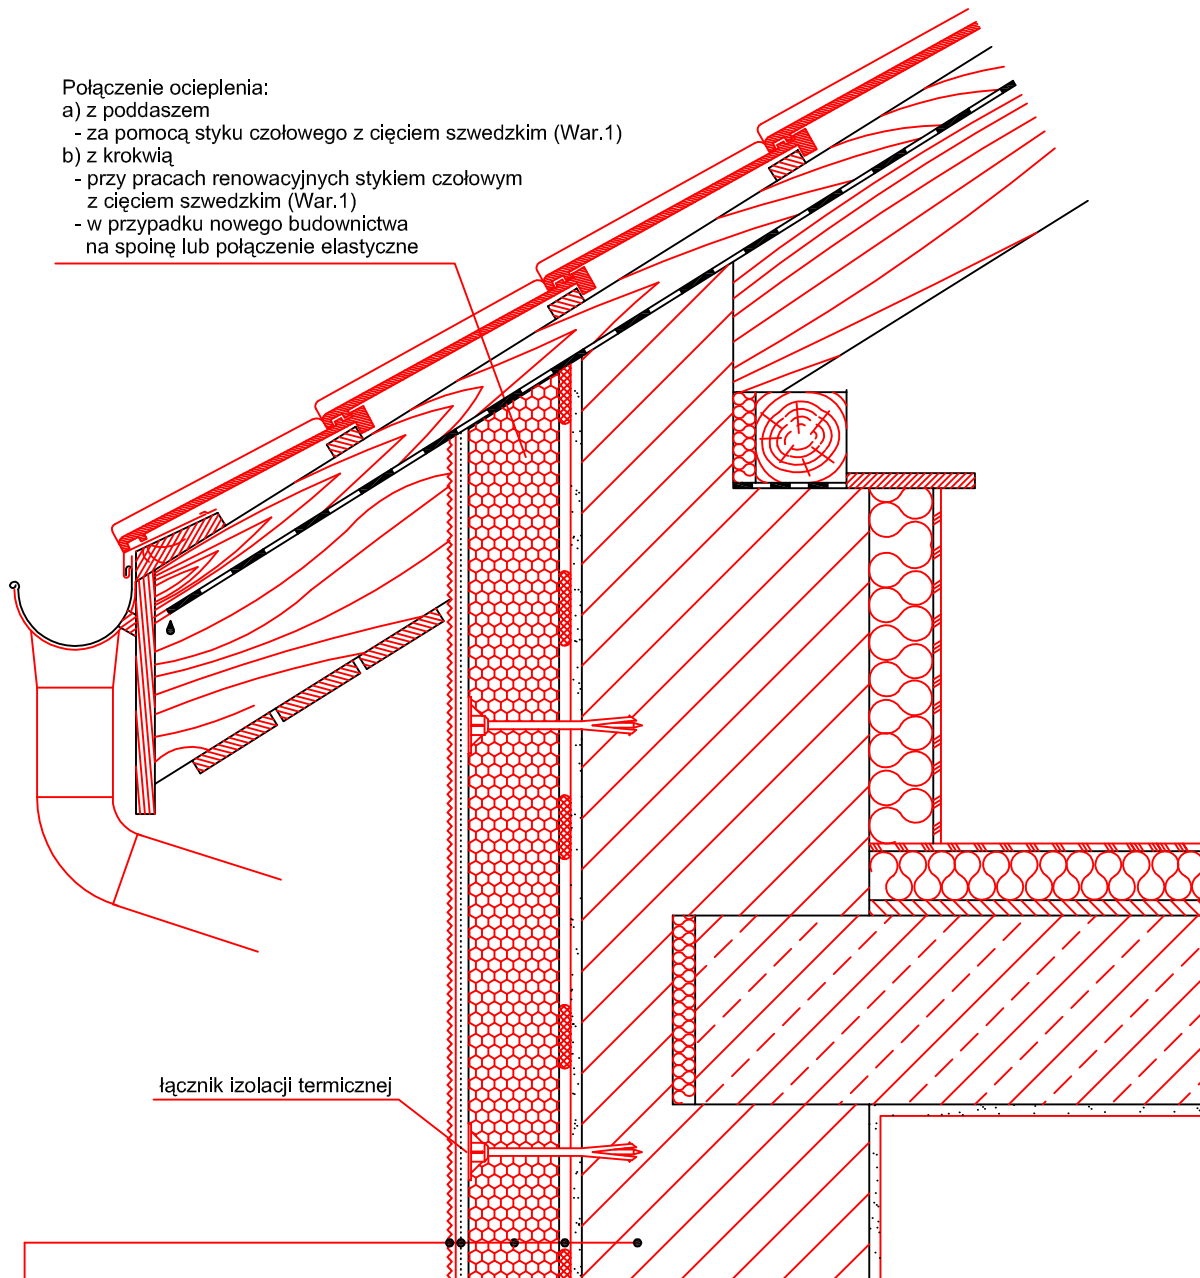 Połączenie ocieplenia:
a) z poddaszem
- za pomocą styku czołowego z cięciem szwedzkim (War.1)
b) z krokwią
- przy pracach renowacyjnych stykiem czołowym
z cięciem szwedzkim (War.1)
- w przypadku nowego budownictwa
na spoinę lub połączenie elastyczne
łącznik izolacji termicznej